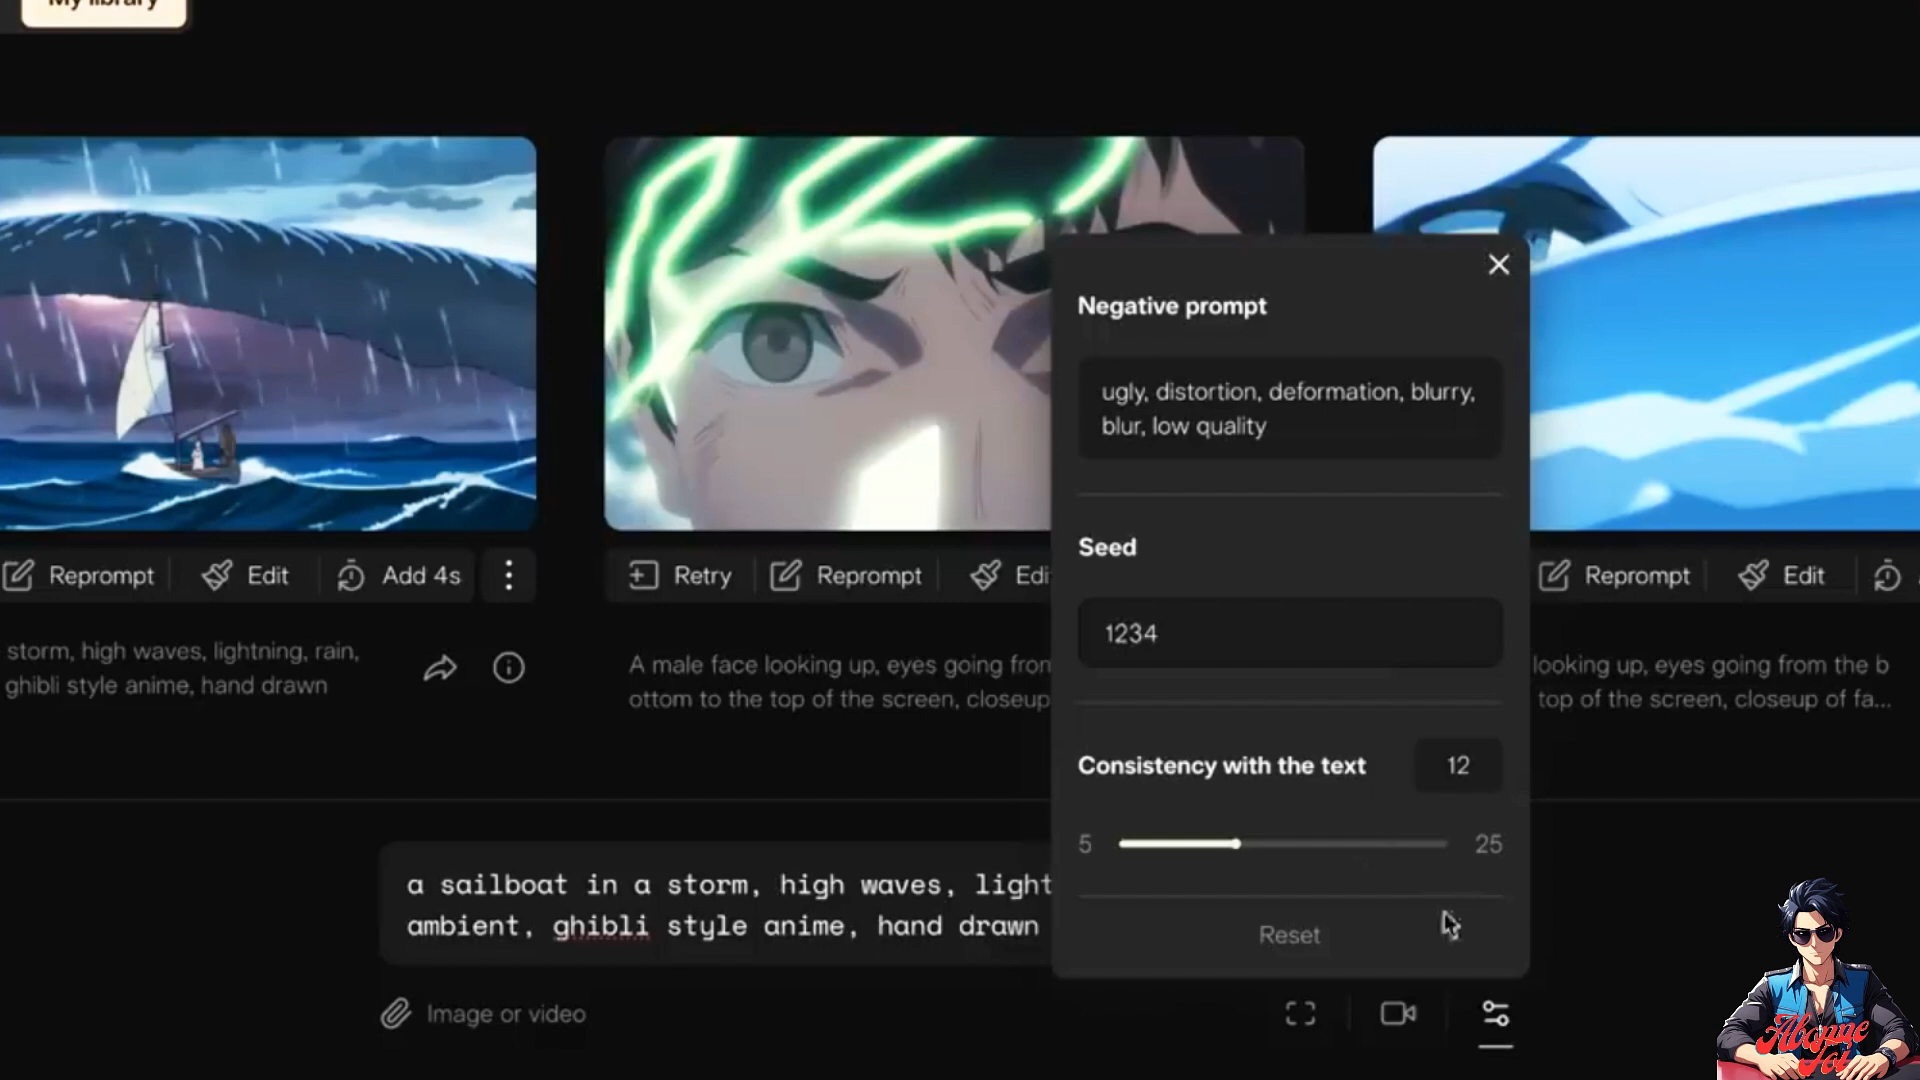 My library
Reprompt
Edit
Add 4s
Retry
Reprompt
Edi
Reprompt
Edit
storm, high waves, lightning, rain,
ghibli style anime, hand drawn
A male face looking up, eyes going fron
ottom to the top of the screen, closeup
looking up, eyes going from the b
top of the screen, closeup of fa...
Negative prompt
ugly, distortion, deformation, blurry,
blur, low quality
Seed
1234
Consistency with the text
12
5
25
Reset
a sailboat in a storm, high waves, light
ambient, ghibli style anime, hand drawn
Image or video
Abonne
Toi